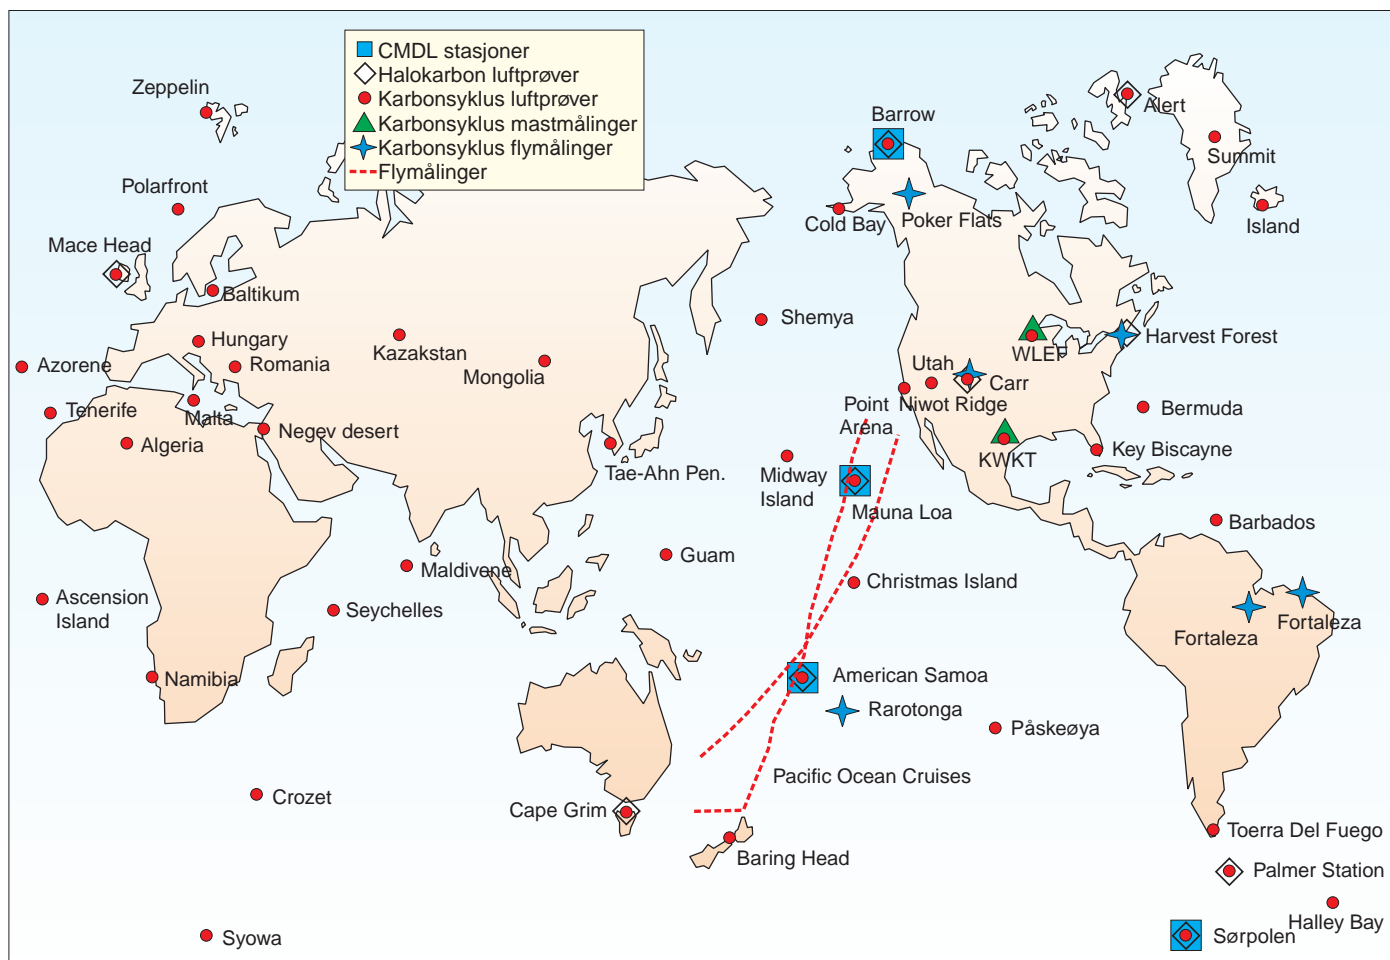 CMDL stasjoner
Halokarbon luftprøver
Karbonsyklus luftprøver
Karbonsyklus mastmålinger
Karbonsyklus flymålinger
Flymålinger
Zeppelin
Alert
Barrow
Summit
Polarfront
Cold Bay
Poker Flats
Island
Mace Head
Baltikum
Shemya
Hungary
Kazakstan
Harvest Forest
WLEF
Azorene
Romania
Mongolia
Utah
Carr
Niwot Ridge
Tenerife
Malta
Point
Arena
Bermuda
Algeria
Negev desert
Tae-Ahn Pen.
Midway
Island
KWKT
Key Biscayne
Mauna Loa
Barbados
Guam
Maldivene
Christmas Island
Ascension
Island
Seychelles
Fortaleza
Fortaleza
Namibia
American Samoa
Rarotonga
Påskeøya
Pacific Ocean Cruises
Crozet
Cape Grim
Baring Head
Toerra Del Fuego
Palmer Station
Halley Bay
Syowa
Sørpolen